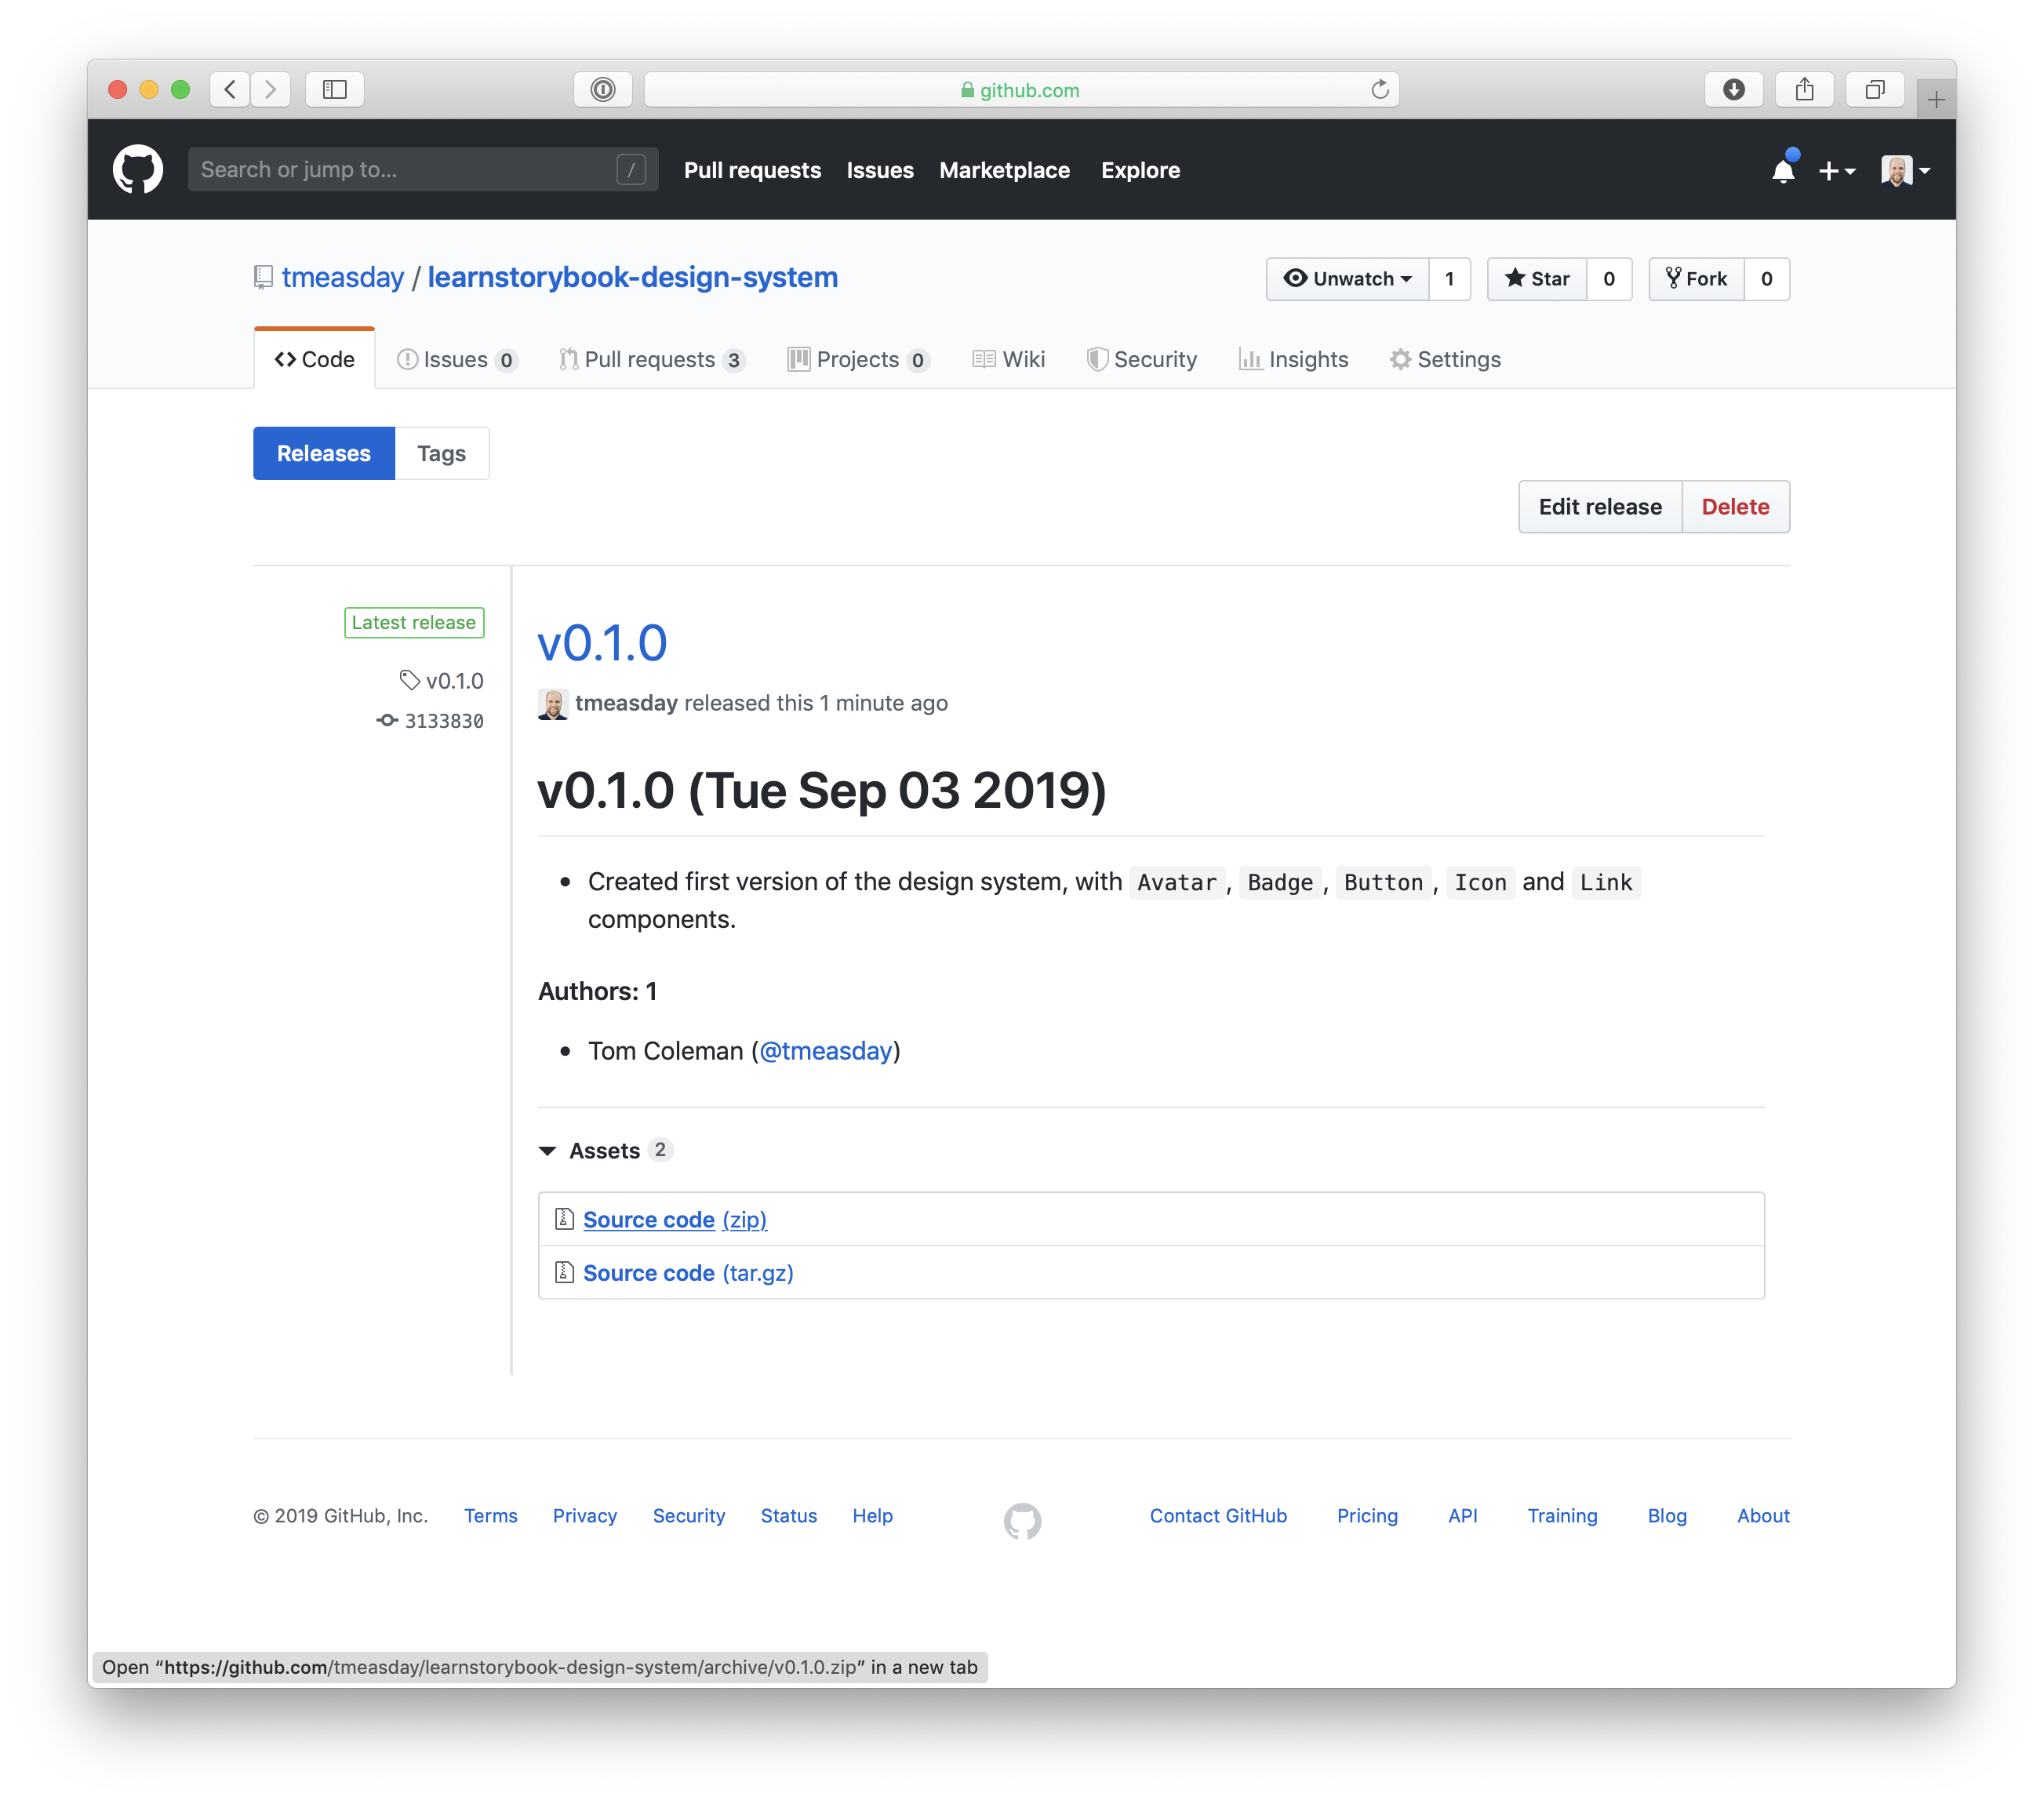 github.com
Search or jump to... /
Pull requests Issues Marketplace Explore
tmeasday / learnstorybook-design-system
Unwatch 1 Star 0 Fork 0
Code Issues 0 Pull requests 3 Projects 0 Wiki Security Insights Settings
Releases Tags
Edit release Delete
Latest release
v0.1.0
3133830
v0.1.0
tmeasday released this 1 minute ago
v0.1.0 (Tue Sep 03 2019)
• Created first version of the design system, with Avatar, Badge, Button, Icon and Link
components.
Authors: 1
• Tom Coleman (@tmeasday)
Assets 2
Source code (zip)
Source code (tar.gz)
© 2019 GitHub, Inc. Terms Privacy Security Status Help Contact GitHub Pricing API Training Blog About
Open “https://github.com/tmeasday/learnstorybook-design-system/archive/v0.1.0.zip” in a new tab